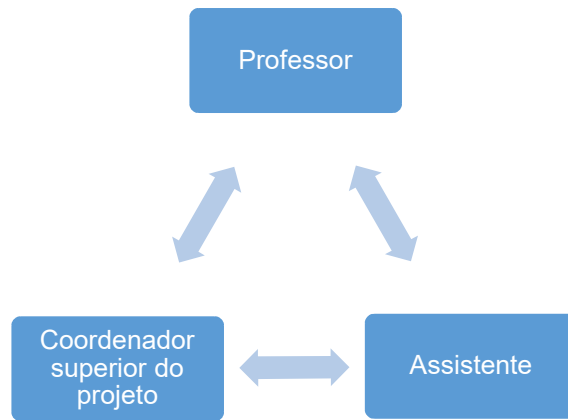 Professor
Coordenador
superior do
projeto
Assistente